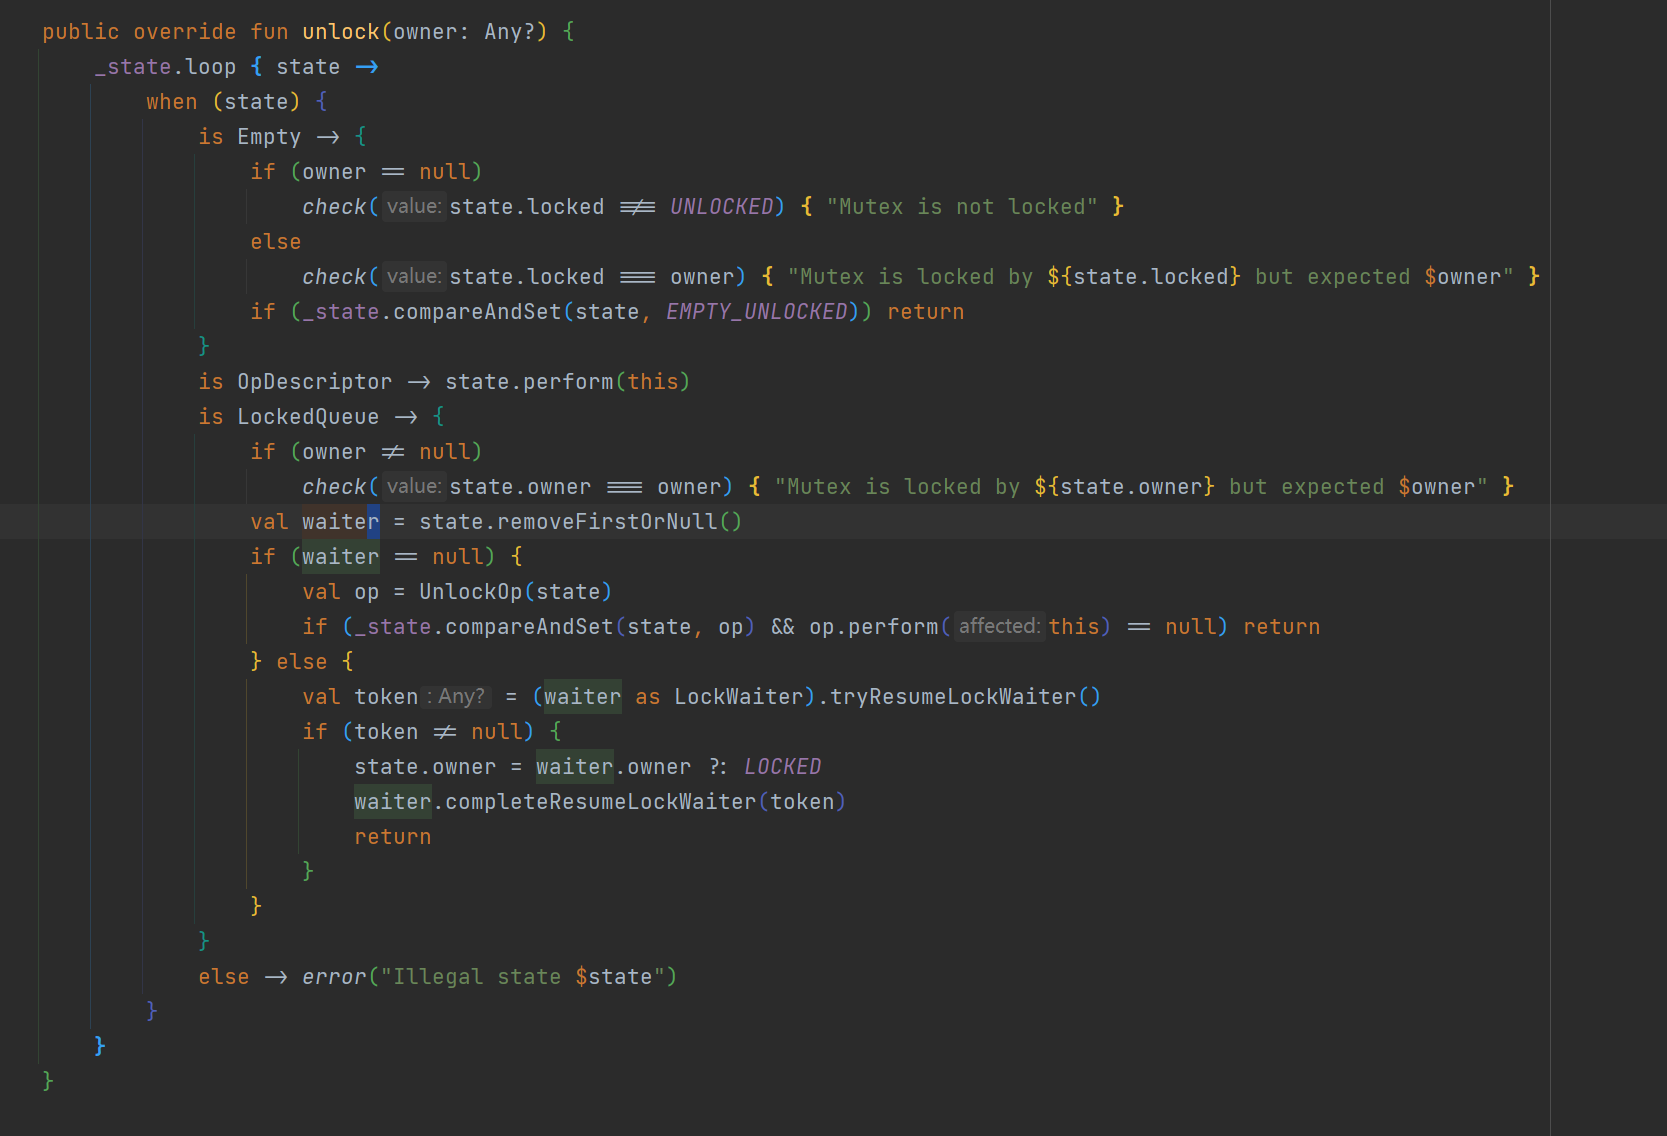 public override fun unlock(owner: Any?) {
    _state.loop { state ->
        when (state) {
            is Empty -> {
                if (owner == null)
                    check( value: state.locked !== UNLOCKED) { "Mutex is not locked" }
                else
                    check( value: state.locked === owner) { "Mutex is locked by ${state.locked} but expected $owner" }
                if (_state.compareAndSet(state, EMPTY_UNLOCKED)) return
            }
            is OpDescriptor -> state.perform(this)
            is LockedQueue -> {
                if (owner != null)
                    check( value: state.owner === owner) { "Mutex is locked by ${state.owner} but expected $owner" }
                val waiter = state.removeFirstOrNull()
                if (waiter == null) {
                    val op = UnlockOp(state)
                    if (_state.compareAndSet(state, op) && op.perform( affected: this) == null) return
                } else {
                    val token : Any? = (waiter as LockWaiter).tryResumeLockWaiter()
                    if (token != null) {
                        state.owner = waiter.owner ?: LOCKED
                        waiter.completeResumeLockWaiter(token)
                        return
                    }
                }
            }
            else -> error("Illegal state $state")
        }
    }
}